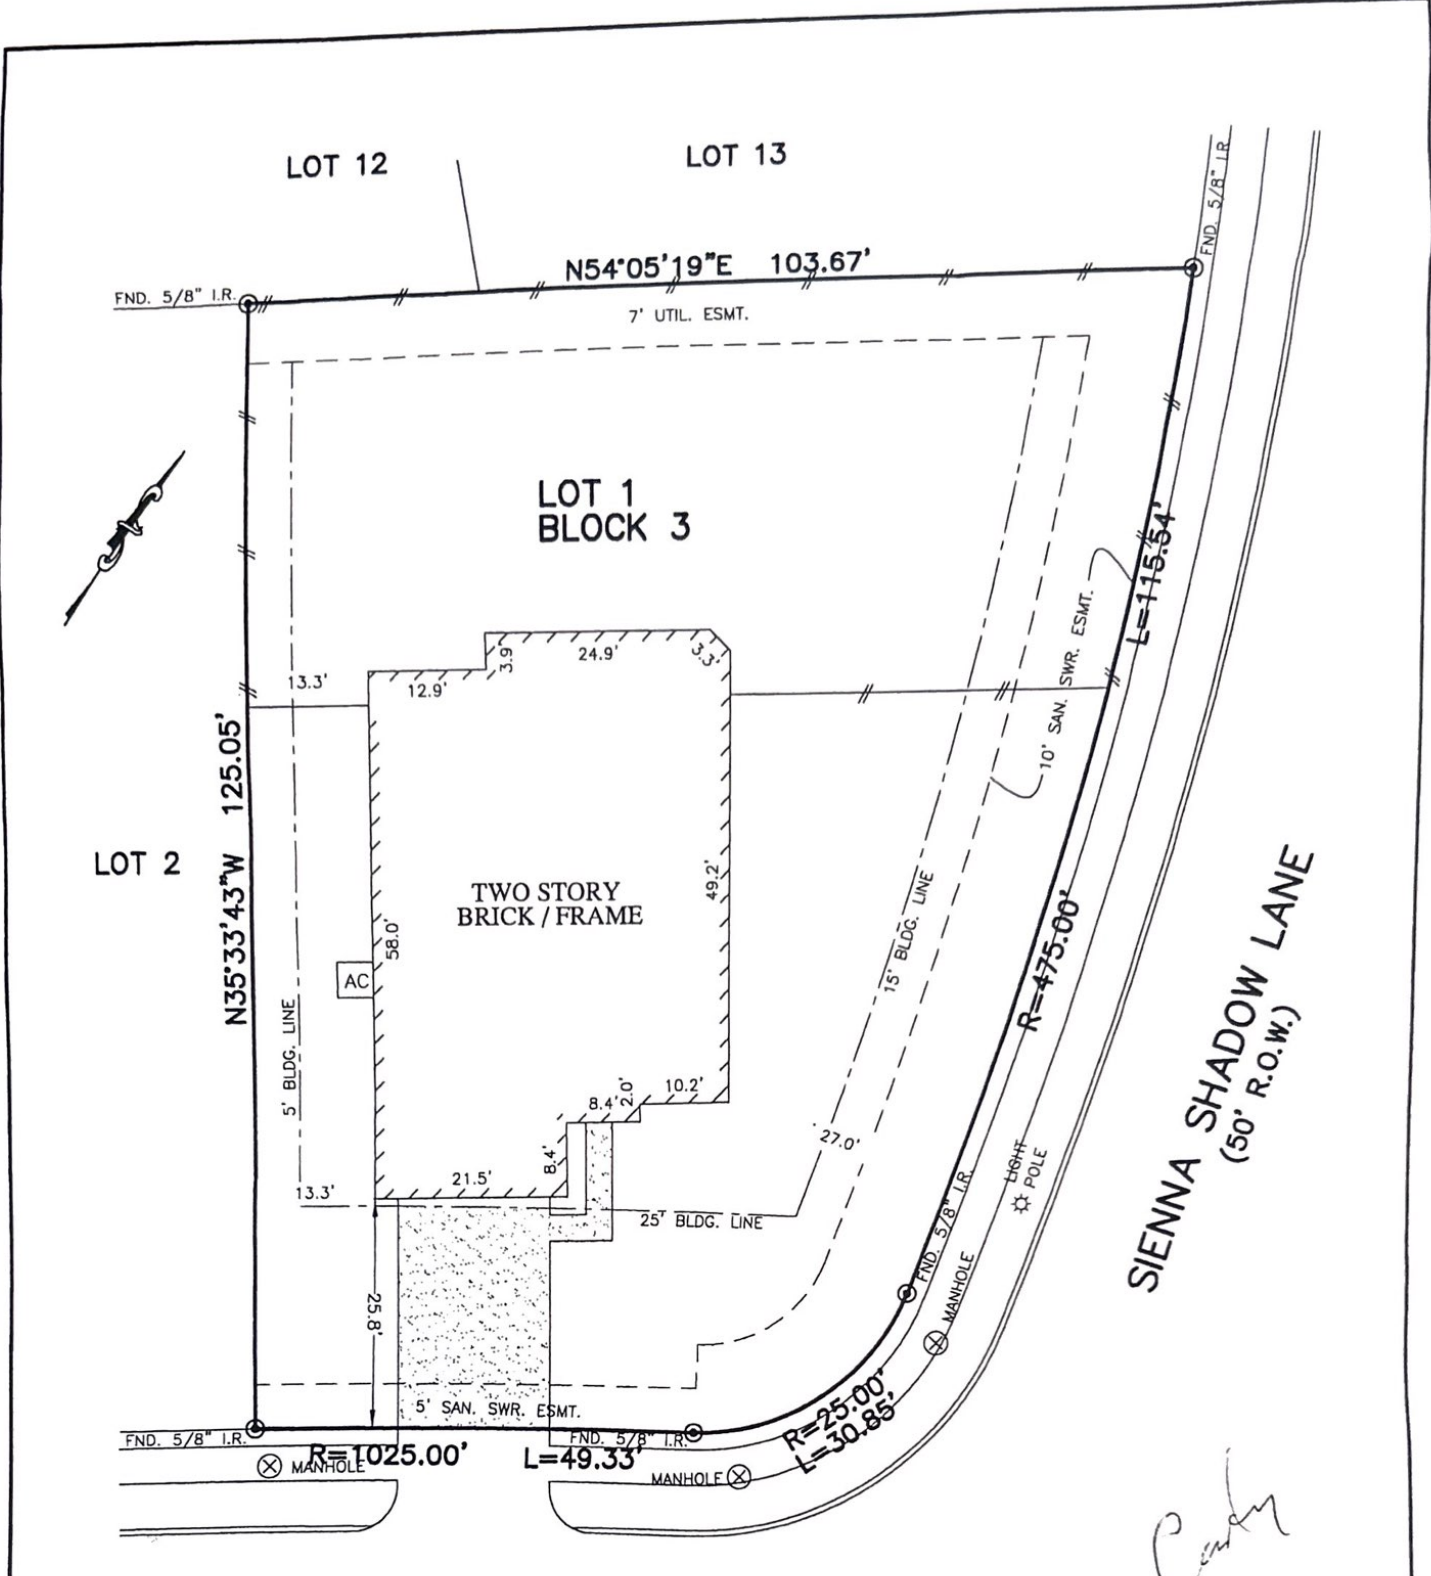 LOT 12
LOT 13
N54°05'19"E 103.67'
FND. 5/8" I.R.
FND. 5/8" I.R.
7' UTIL. ESMT.
LOT 1
BLOCK 3
L=115.54'
10' SAN. SWR. ESMT.
3.9'
24.9'
3.3'
13.3'
12.9'
N35°33'43"W 125.05'
LOT 2
TWO STORY
BRICK / FRAME
49.2'
58.0'
AC
15' BLDG. LINE
R=475.00'
SIENNA SHADOW LANE
(50' R.O.W.)
5' BLDG. LINE
8.4'
2.0'
10.2'
27.0'
8.4'
21.5'
13.3'
25' BLDG. LINE
LIGHT
POLE
FND. 5/8" I.R.
MANHOLE
25.8'
5' SAN. SWR. ESMT.
FND. 5/8" I.R.
FND. 5/8" I.R.
R=1025.00'
L=49.33'
R=25.00'
L=30.85'
MANHOLE
MANHOLE